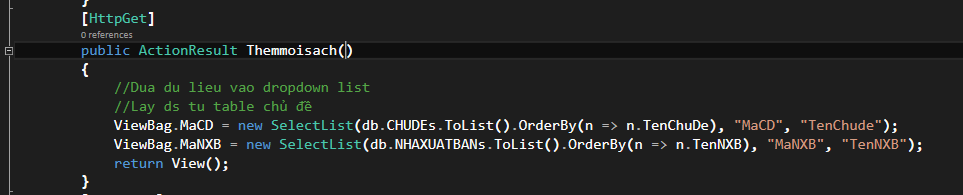 }
[HttpGet]
0 references
public ActionResult Themmoisach()
{
//Dua du lieu vao dropdown list
//Lay ds tu table chủ đề
ViewBag.MaCD = new SelectList(db.CHUDEs.ToList().OrderBy(n => n.TenChuDe), "MaCD", "TenChude");
ViewBag.MaNXB = new SelectList(db.NHAXUATBANs.ToList().OrderBy(n => n.TenNXB), "MaNXB", "TenNXB");
return View();
}